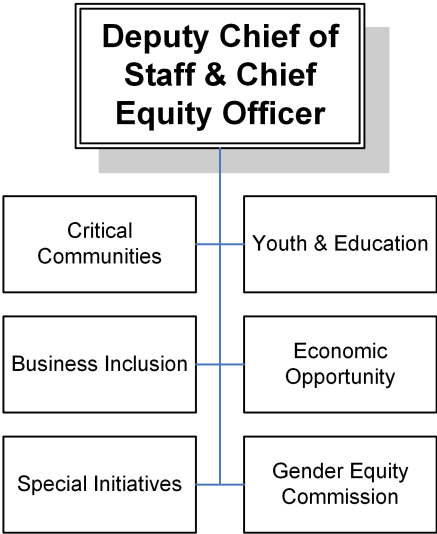 Deputy Chief of
Staff & Chief
Equity Officer
Critical
Communities
Youth & Education
Business Inclusion
Economic
Opportunity
Special Initiatives
Gender Equity
Commission